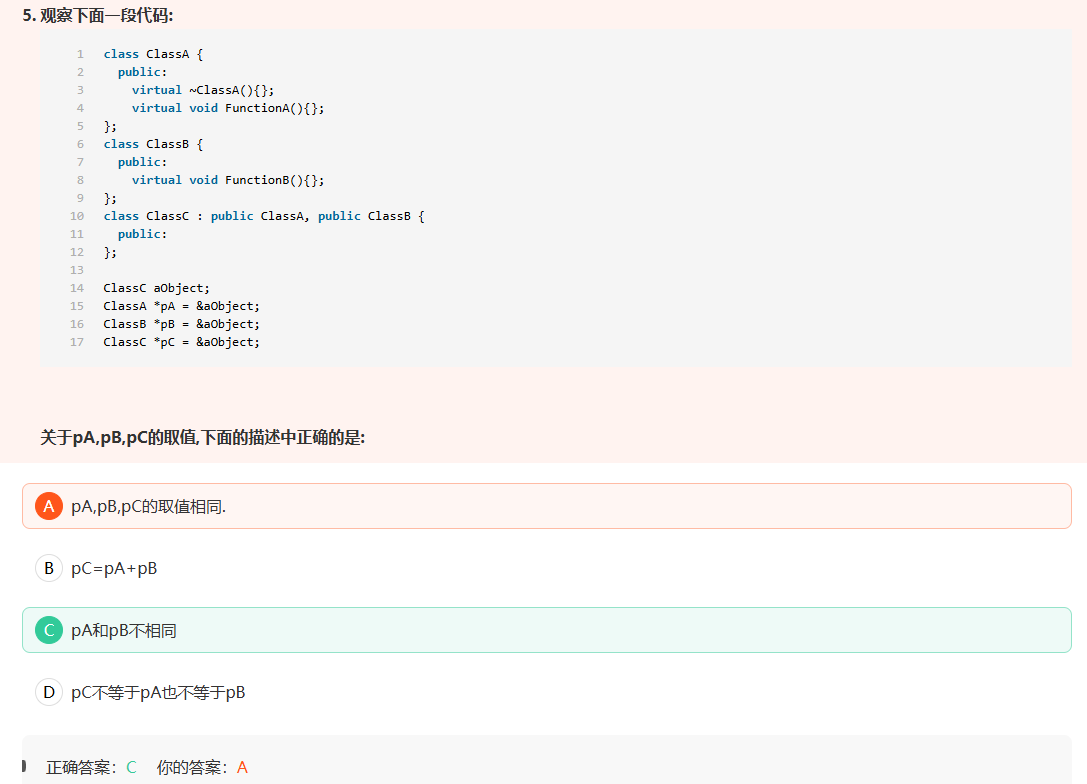 5. 观察下面一段代码:
1 class ClassA {
2 public:
3 virtual ~ClassA(){};
4 virtual void FunctionA(){};
5 };
6 class ClassB {
7 public:
8 virtual void FunctionB(){};
9 };
10 class ClassC : public ClassA, public ClassB {
11 public:
12 };
13
14 ClassC aObject;
15 ClassA *pA = &aObject;
16 ClassB *pB = &aObject;
17 ClassC *pC = &aObject;
关于pA,pB,pC的取值,下面的描述中正确的是:
A pA,pB,pC的取值相同.
B pC=pA+pB
C pA和pB不相同
D pC不等于pA也不等于pB
正确答案: C 你的答案: A